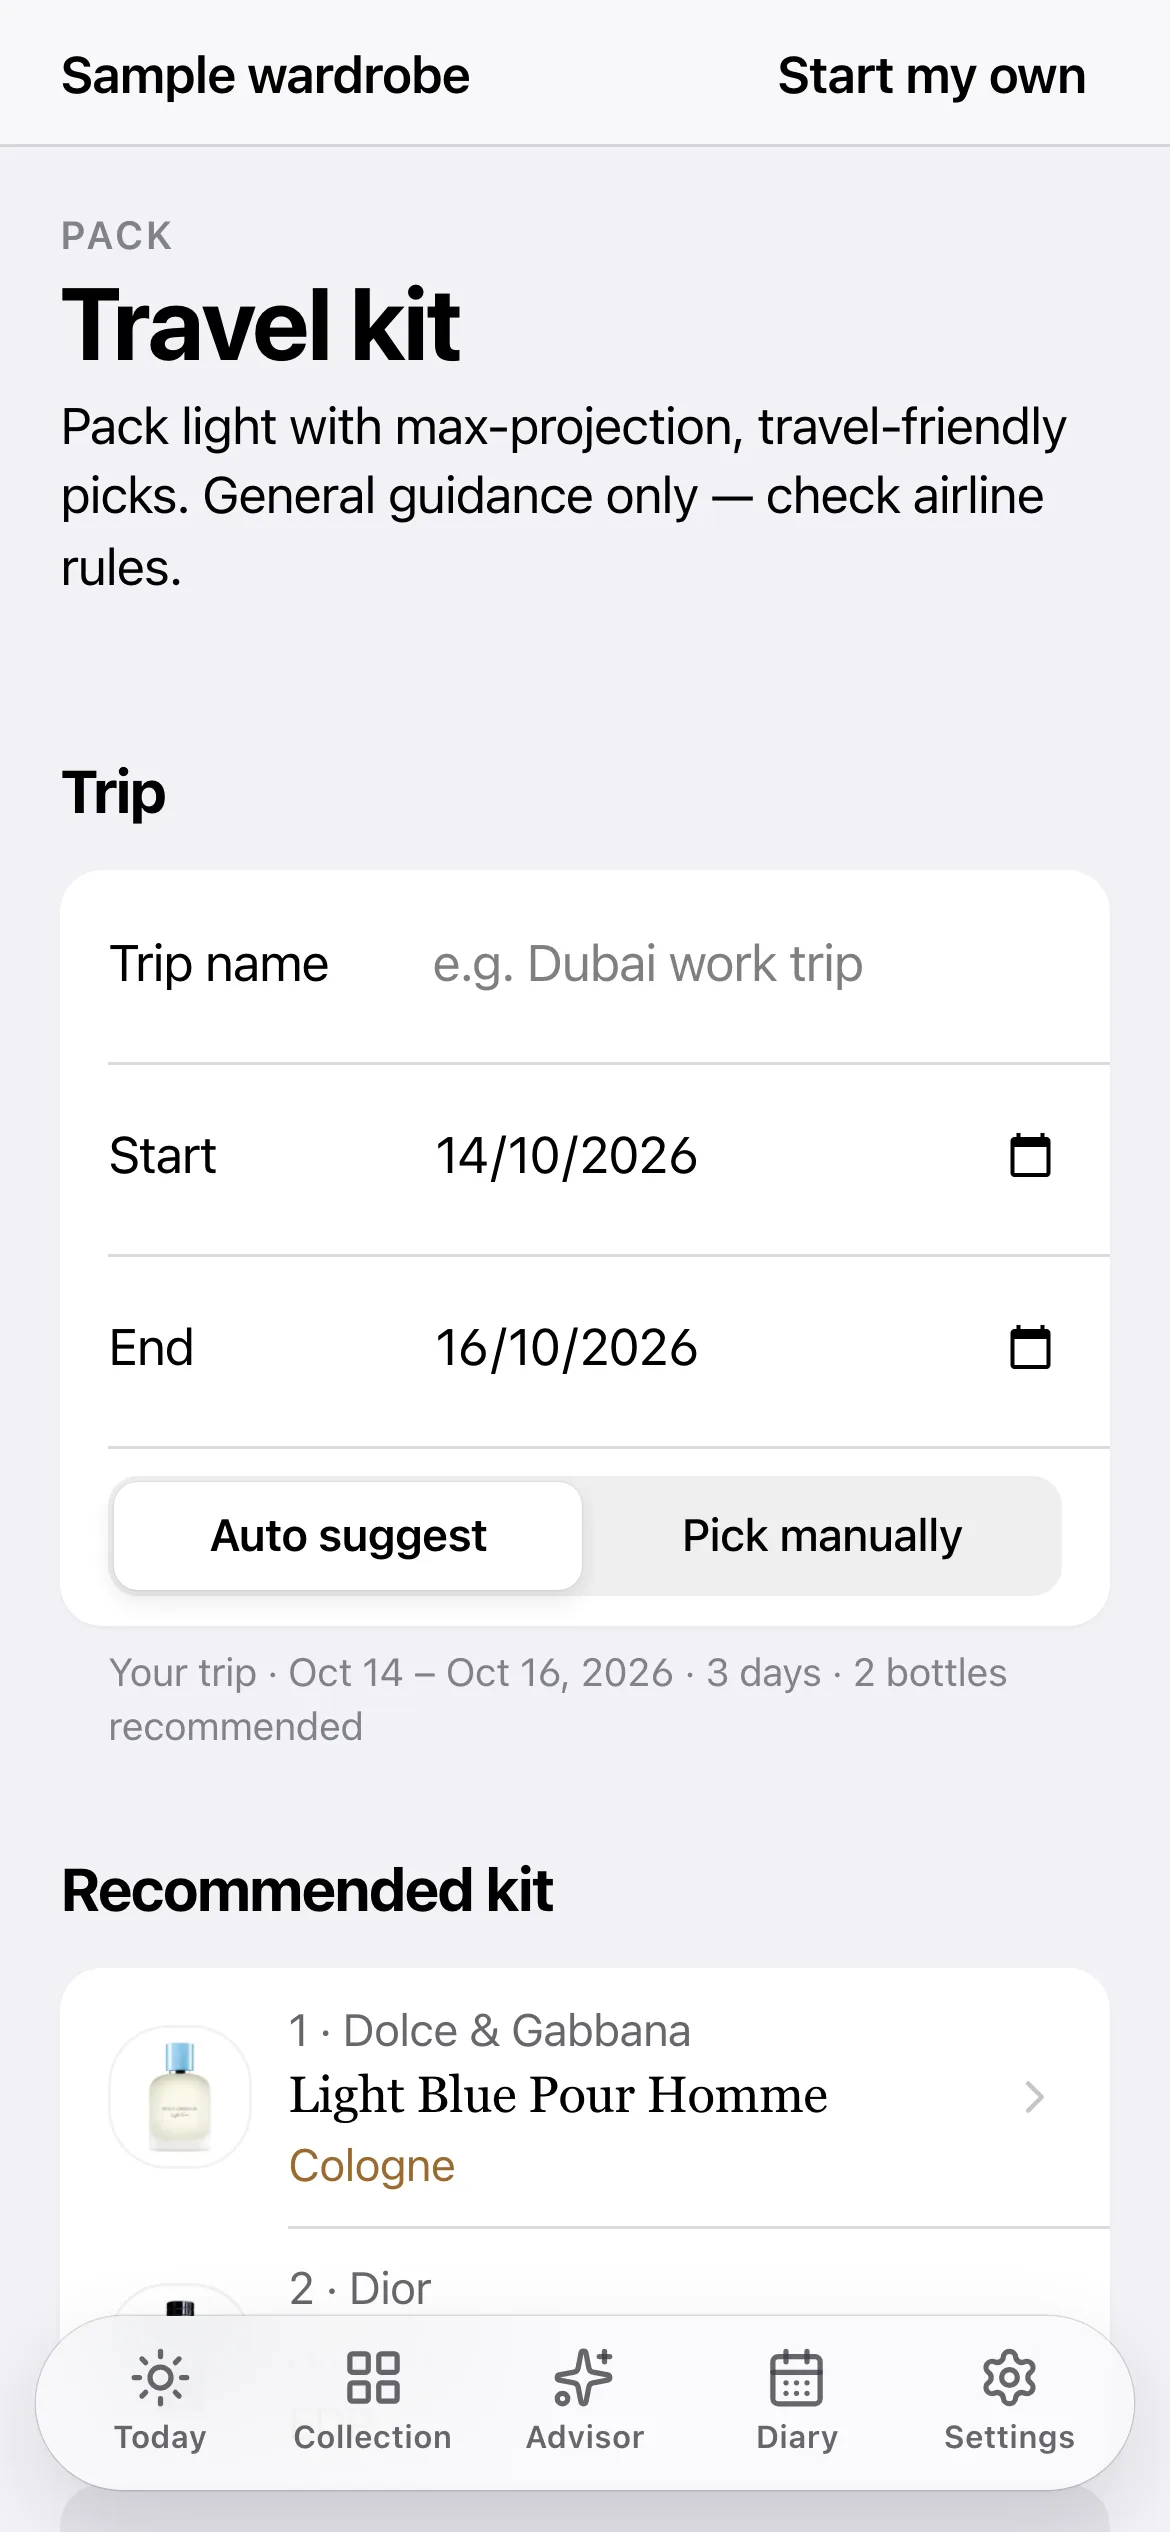 Sample wardrobe
Start my own
PACK
Travel kit
Pack light with max-projection, travel-friendly
picks. General guidance only — check airline
rules.
Trip
Trip name e.g. Dubai work trip
Start 14/10/2026
End 16/10/2026
Auto suggest
Pick manually
Your trip · Oct 14 – Oct 16, 2026 · 3 days · 2 bottles
recommended
Recommended kit
1 · Dolce & Gabbana
Light Blue Pour Homme
Cologne
2 · Dior
Today
Collection
Advisor
Diary
Settings